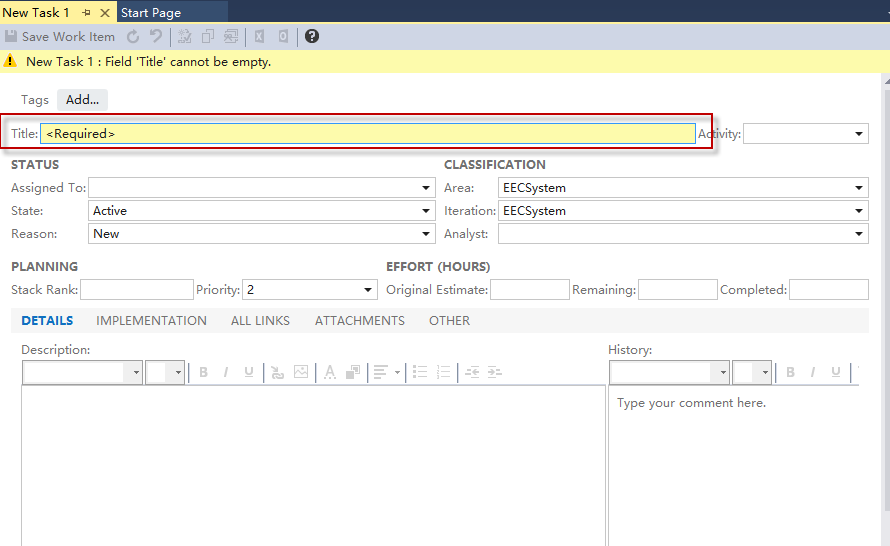 New Task 1 Start Page
Save Work Item
New Task 1 : Field 'Title' cannot be empty.
Tags Add...
Title: <Required> Activity:
STATUS CLASSIFICATION
Assigned To: Area: EECSystem
State: Active Iteration: EECSystem
Reason: New Analyst:
PLANNING EFFORT (HOURS)
Stack Rank: Priority: 2 Original Estimate: Remaining: Completed:
DETAILS IMPLEMENTATION ALL LINKS ATTACHMENTS OTHER
Description: History:
B I U A B I U
Type your comment here.